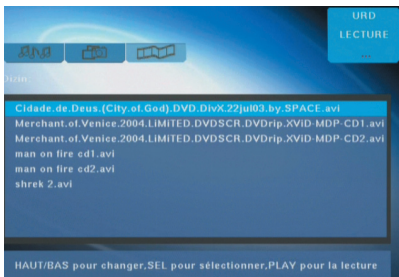 URD
LECTURE
...
Cidade.de.Deus.(City.of.God).DVD.DivX.22jul03.by.SPACE.avi
Merchant.of.Venice.2004.LiMiTED.DVDSCR.DVDrip.XViD-MDP-CD1.avi
Merchant.of.Venice.2004.LiMiTED.DVDSCR.DVDrip.XViD-MDP-CD2.avi
man on fire cd1.avi
man on fire cd2.avi
shrek 2.avi
HAUT/BAS pour changer,SEL pour sélectionner,PLAY pour la lecture